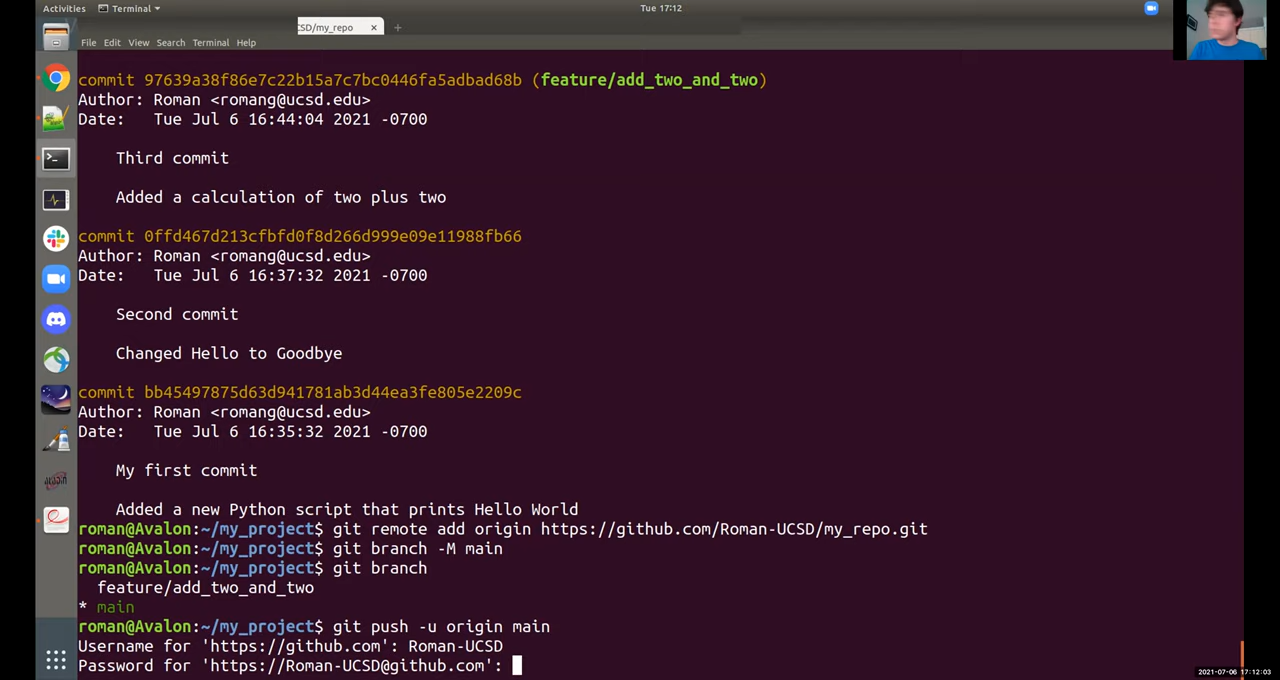 Activities Terminal Tue 17:12
CSD/my_repo × +
File Edit View Search Terminal Help
commit 97639a38f86e7c22b15a7c7bc0446fa5adbad68b (feature/add_two_and_two)
Author: Roman <romang@ucsd.edu>
Date: Tue Jul 6 16:44:04 2021 -0700
Third commit
Added a calculation of two plus two
commit 0ffd467d213cfbfd0f8d266d999e09e11988fb66
Author: Roman <romang@ucsd.edu>
Date: Tue Jul 6 16:37:32 2021 -0700
Second commit
Changed Hello to Goodbye
commit bb45497875d63d941781ab3d44ea3fe805e2209c
Author: Roman <romang@ucsd.edu>
Date: Tue Jul 6 16:35:32 2021 -0700
My first commit
Added a new Python script that prints Hello World
roman@Avalon:~/my_project$ git remote add origin https://github.com/Roman-UCSD/my_repo.git
roman@Avalon:~/my_project$ git branch -M main
roman@Avalon:~/my_project$ git branch
feature/add_two_and_two
* main
roman@Avalon:~/my_project$ git push -u origin main
Username for 'https://github.com': Roman-UCSD
Password for 'https://Roman-UCSD@github.com':
2021-07-06 17:12:03